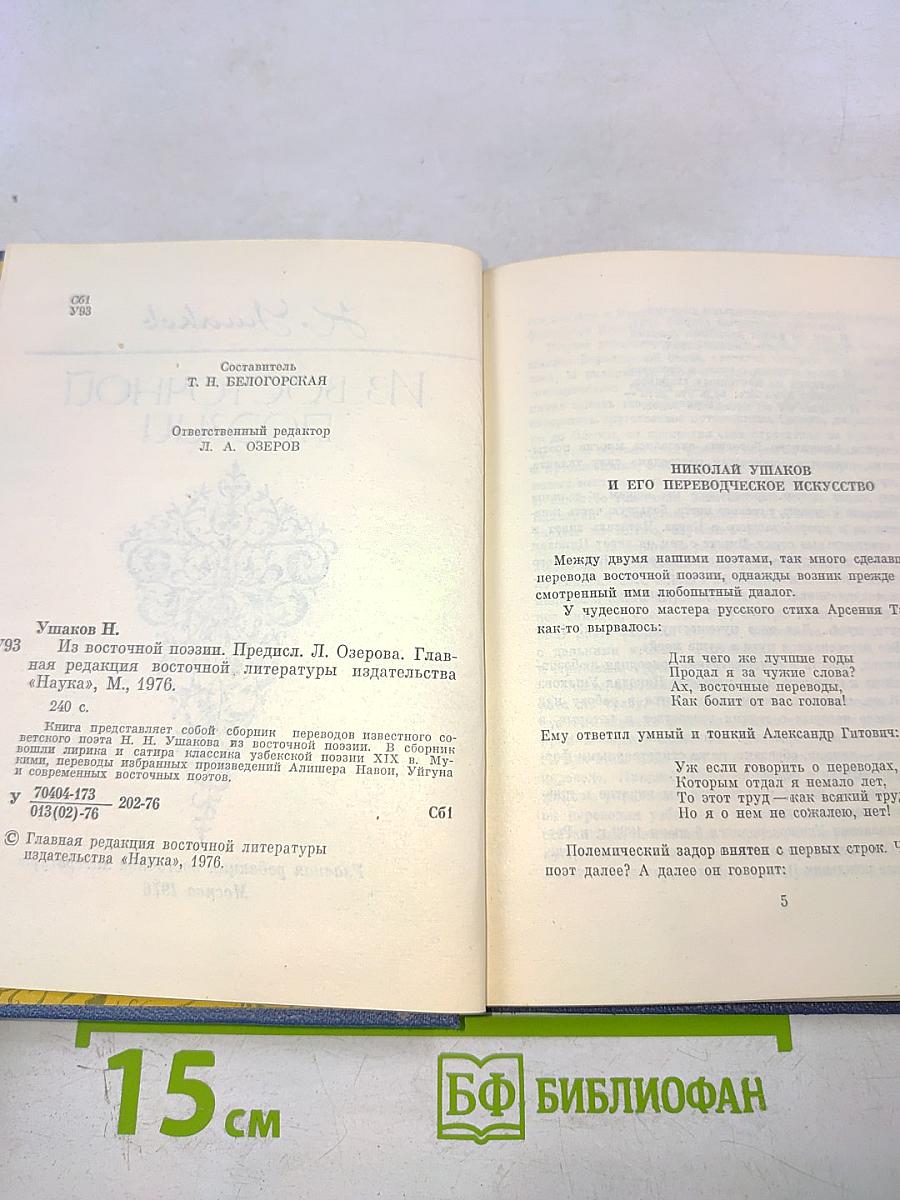 Сб1
У93
Составитель
Т. Н. БЕЛОГОРСКАЯ
Ответственный редактор
Л. А. ОЗЕРОВ
Ушаков Н.
У93 Из восточной поэзии. Предисл. Л. Озерова. Глав-
ная редакция восточной литературы издательства
«Наука», М., 1976.
240 с.
Книга представляет собой сборник переводов известного со-
ветского поэта Н. Н. Ушакова из восточной поэзии. В сборник
вошли лирика и сатира классика узбекской поэзии XIX в. Му-
кими, переводы избранных произведений Алишера Навои, Уйгуна
и современных восточных поэтов.
У 70404-173
013(02)-76 202-76 Сб1
© Главная редакция восточной литературы
издательства «Наука», 1976.
НИКОЛАЙ УШАКОВ
И ЕГО ПЕРЕВОДЧЕСКОЕ ИСКУССТВО
Между двумя нашими поэтами, так много сделавш
перевода восточной поэзии, однажды возник прежде
смотренный ими любопытный диалог.
У чудесного мастера русского стиха Арсения Та
как-то вырвалось:
Для чего же лучшие годы
Продал я за чужие слова?
Ах, восточные переводы,
Как болит от вас голова!
Ему ответил умный и тонкий Александр Гитович:
Уж если говорить о переводах,
Которым отдал я немало лет,
То этот труд — как всякий труд
Но я о нем не сожалею, нет!
Полемический задор внятен с первых строк. Ч
поэт далее? А далее он говорит:
5
15 см
БФ БИБЛИОФАН